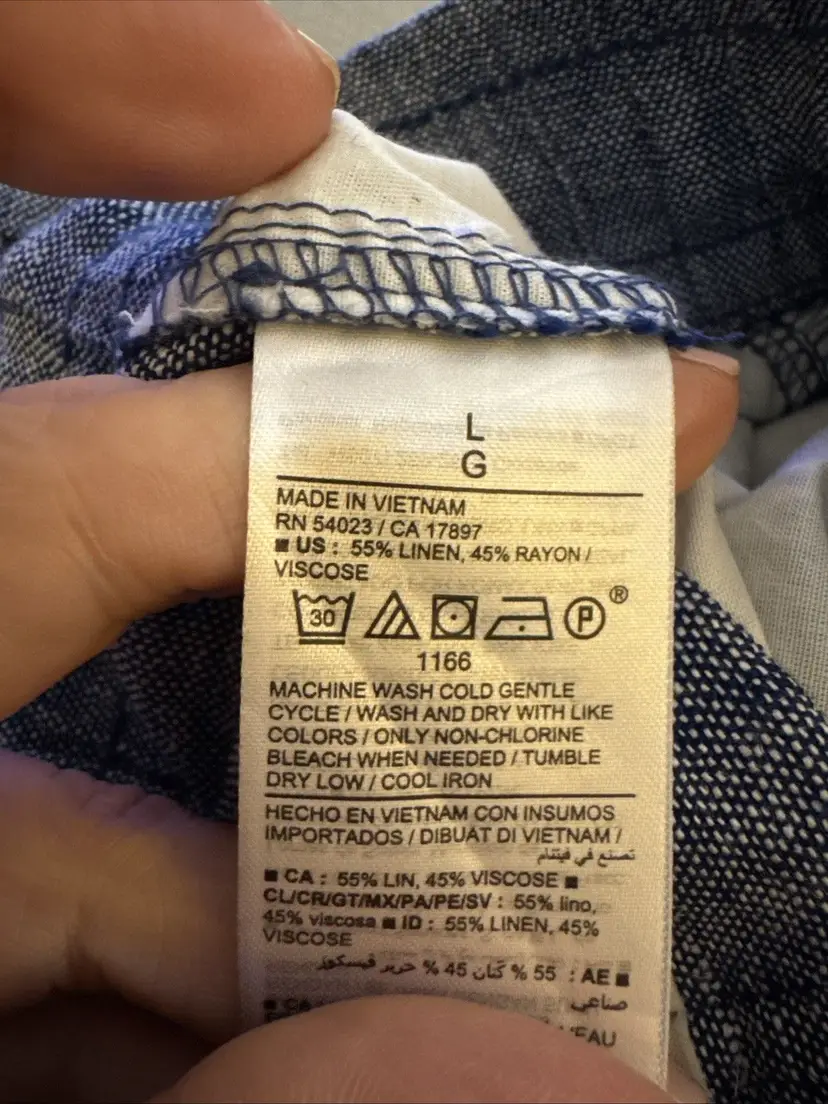 L
G
MADE IN VIETNAM
RN 54023 / CA 17897
■ US : 55% LINEN, 45% RAYON /
VISCOSE
30 P ®
1166
MACHINE WASH COLD GENTLE
CYCLE / WASH AND DRY WITH LIKE
COLORS / ONLY NON-CHLORINE
BLEACH WHEN NEEDED / TUMBLE
DRY LOW / COOL IRON
HECHO EN VIETNAM CON INSUMOS
IMPORTADOS / DIBUAT DI VIETNAM /
تصنع في فيتنام
■ CA : 55% LIN, 45% VISCOSE ■
CL/CR/GT/MX/PA/PE/SV : 55% lino,
45% viscosa ■ ID : 55% LINEN, 45%
VISCOSE
■ AE : 55 % كتان 45 % حرير فيسكوز
صناعي
■ CA
L'EAU